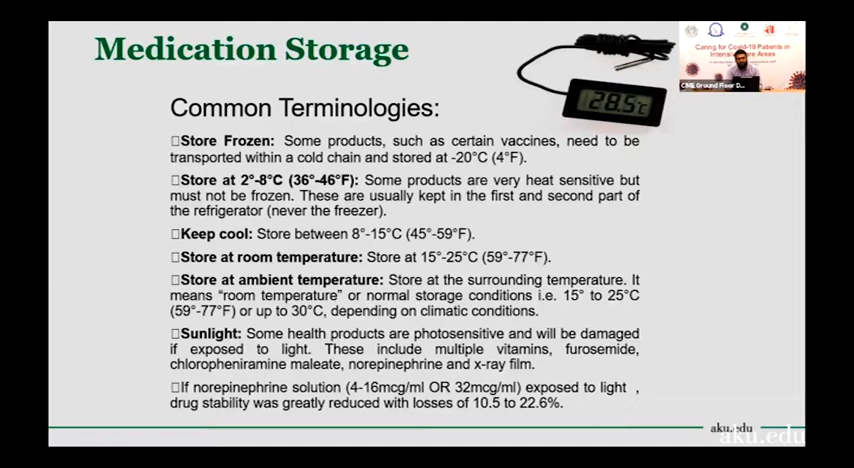 Medication Storage
28.5°C
Caring for Covid-19 Patients in
CIME Ground Floor D...
Common Terminologies:
□Store Frozen: Some products, such as certain vaccines, need to be
transported within a cold chain and stored at -20°C (4°F).
□Store at 2°-8°C (36°-46°F): Some products are very heat sensitive but
must not be frozen. These are usually kept in the first and second part of
the refrigerator (never the freezer).
□Keep cool: Store between 8°-15°C (45°-59°F).
□Store at room temperature: Store at 15°-25°C (59°-77°F).
□Store at ambient temperature: Store at the surrounding temperature. It
means “room temperature” or normal storage conditions i.e. 15° to 25°C
(59°-77°F) or up to 30°C, depending on climatic conditions.
□Sunlight: Some health products are photosensitive and will be damaged
if exposed to light. These include multiple vitamins, furosemide,
chloropheniramine maleate, norepinephrine and x-ray film.
□If norepinephrine solution (4-16mcg/ml OR 32mcg/ml) exposed to light ,
drug stability was greatly reduced with losses of 10.5 to 22.6%.
aku.edu
aku.edu